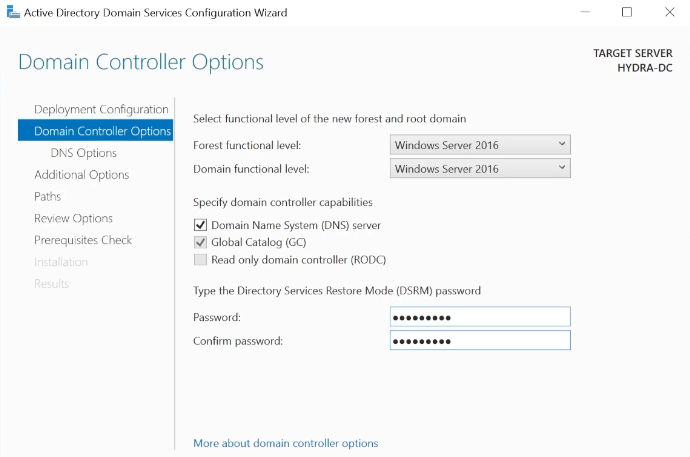 Active Directory Domain Services Configuration Wizard
Domain Controller Options
TARGET SERVER
HYDRA-DC
Deployment Configuration
Domain Controller Options
DNS Options
Additional Options
Paths
Review Options
Prerequisites Check
Installation
Results
Select functional level of the new forest and root domain
Forest functional level: Windows Server 2016
Domain functional level: Windows Server 2016
Specify domain controller capabilities
Domain Name System (DNS) server
Global Catalog (GC)
Read only domain controller (RODC)
Type the Directory Services Restore Mode (DSRM) password
Password: ●●●●●●●●●
Confirm password: ●●●●●●●●●
More about domain controller options